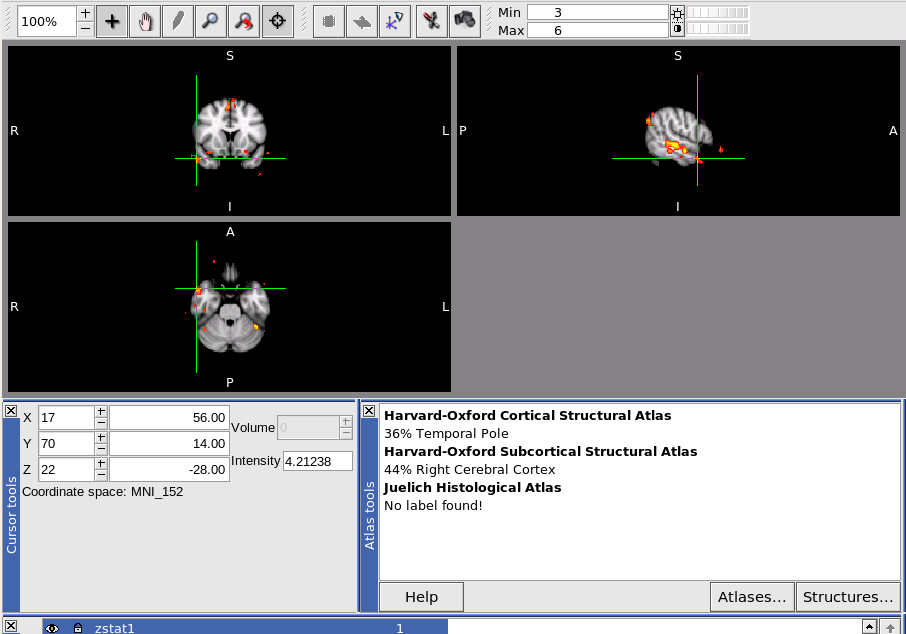 100%
Min 3
Max 6
S
R
L
I
S
P
A
I
A
R
L
P
X 17 56.00
Y 70 14.00
Z 22 -28.00
Coordinate space: MNI_152
Volume 0
Intensity 4.21238
Cursor tools
Atlas tools
Harvard-Oxford Cortical Structural Atlas
36% Temporal Pole
Harvard-Oxford Subcortical Structural Atlas
44% Right Cerebral Cortex
Juelich Histological Atlas
No label found!
Help
Atlases...
Structures...
zstat1 1